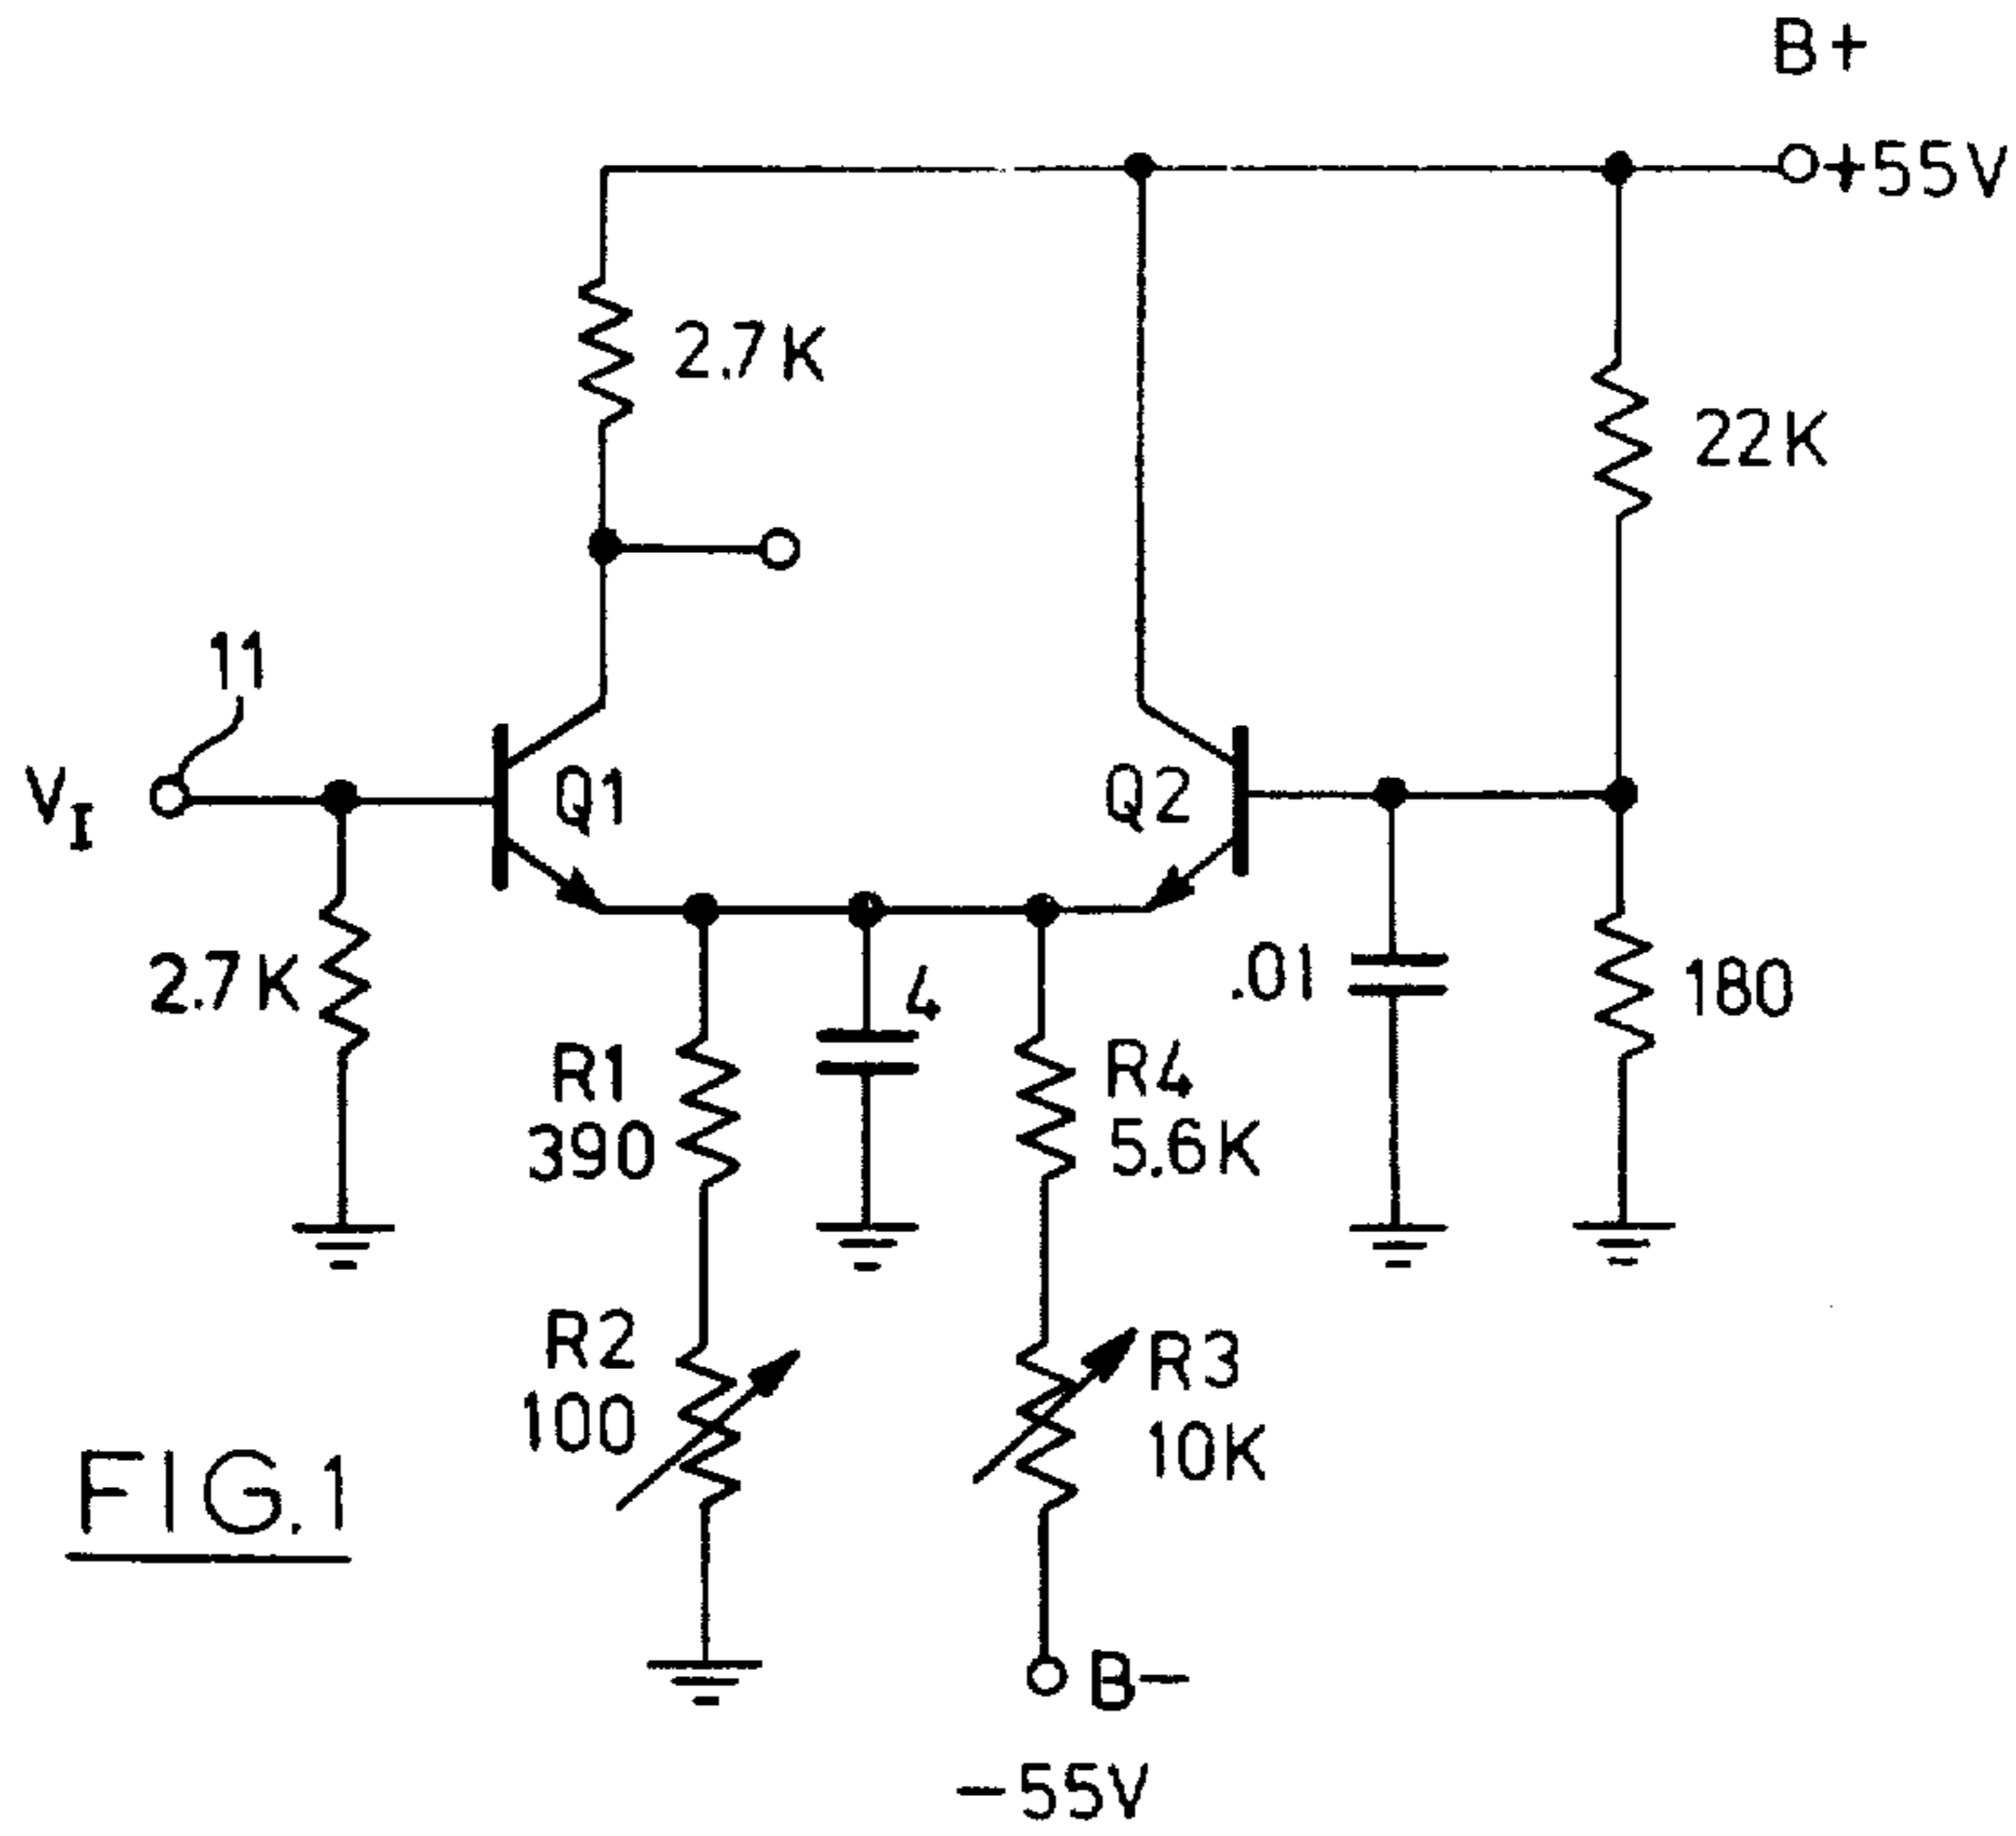 B+
+55V
2.7K
22K
11
VI
Q1
Q2
2.7K
4
.01
180
R1
390
R4
5.6K
R2
100
R3
10K
FIG.1
B-
-55V